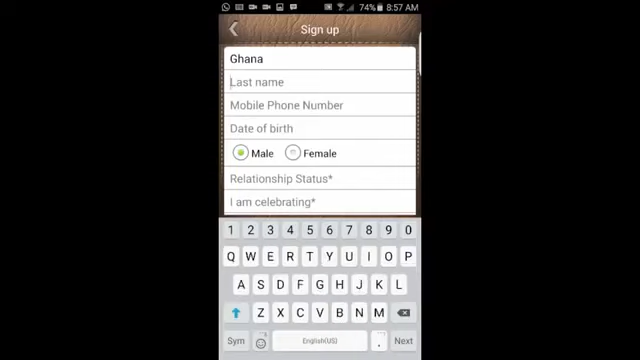 74% 8:57 AM
Sign up
Ghana
Last name
Mobile Phone Number
Date of birth
Male Female
Relationship Status*
I am celebrating*
1 2 3 4 5 6 7 8 9 0
Q W E R T Y U I O P
A S D F G H J K L
Z X C V B N M
Sym English(US) . Next